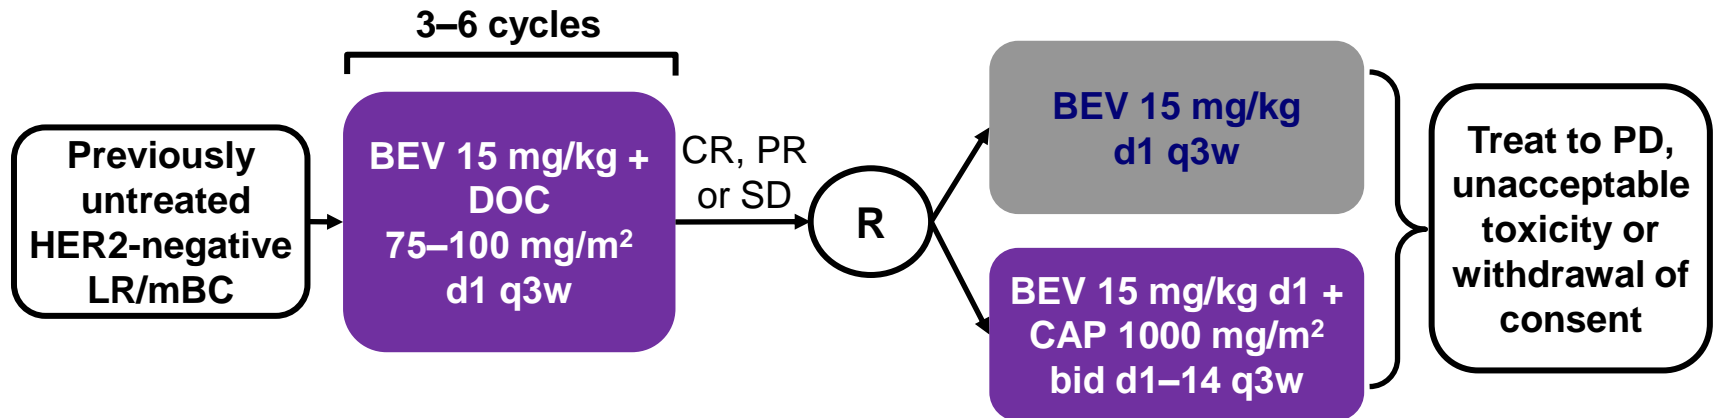 3–6 cycles
Previously
untreated
HER2-negative
LR/mBC
BEV 15 mg/kg +
DOC
75–100 mg/m²
d1 q3w
CR, PR
or SD
R
BEV 15 mg/kg
d1 q3w
BEV 15 mg/kg d1 +
CAP 1000 mg/m²
bid d1–14 q3w
Treat to PD,
unacceptable
toxicity or
withdrawal of
consent